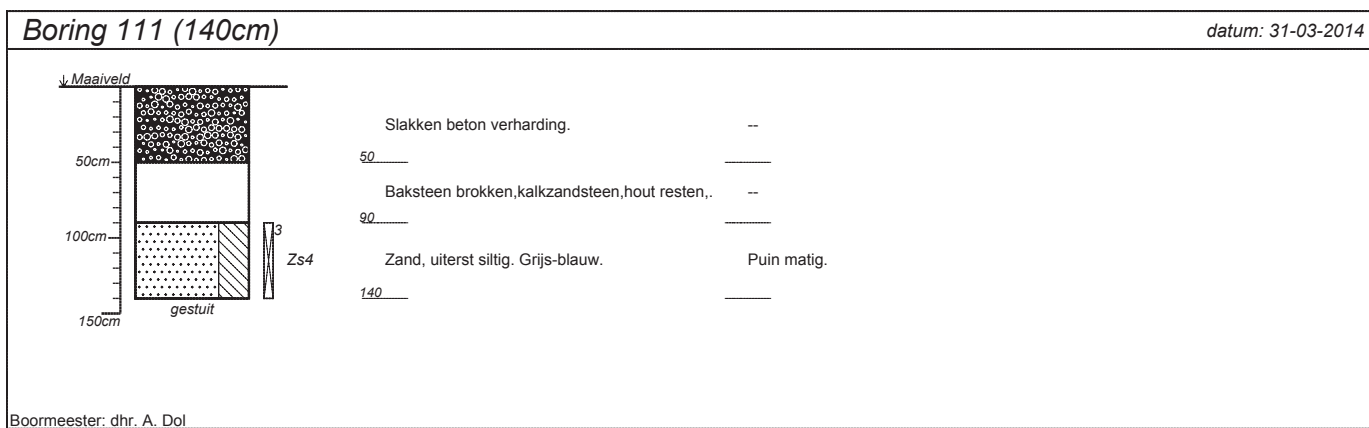 Boring 111 (140cm) datum: 31-03-2014
Maaiveld
Slakken beton verharding. --
50cm 50
Baksteen brokken,kalkzandsteen,hout resten,. --
90
100cm 3
Zs4 Zand, uiterst siltig. Grijs-blauw. Puin matig.
140
gestuit
150cm
Boormeester: dhr. A. Dol